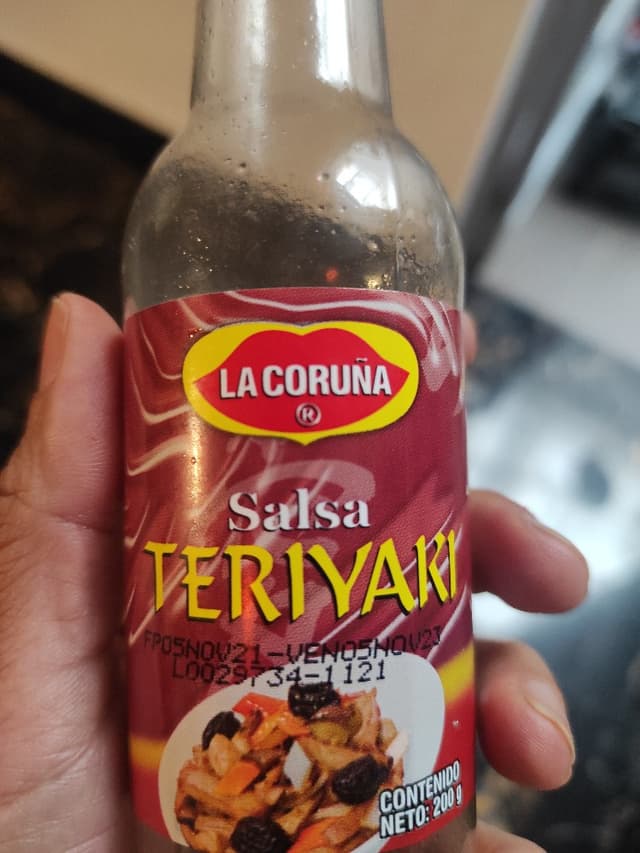 LA CORUÑA
®
Salsa
TERIYAKI
FP05NOV21-VEN05NOV23
L0029734-1121
CONTENIDO
NETO: 200 g